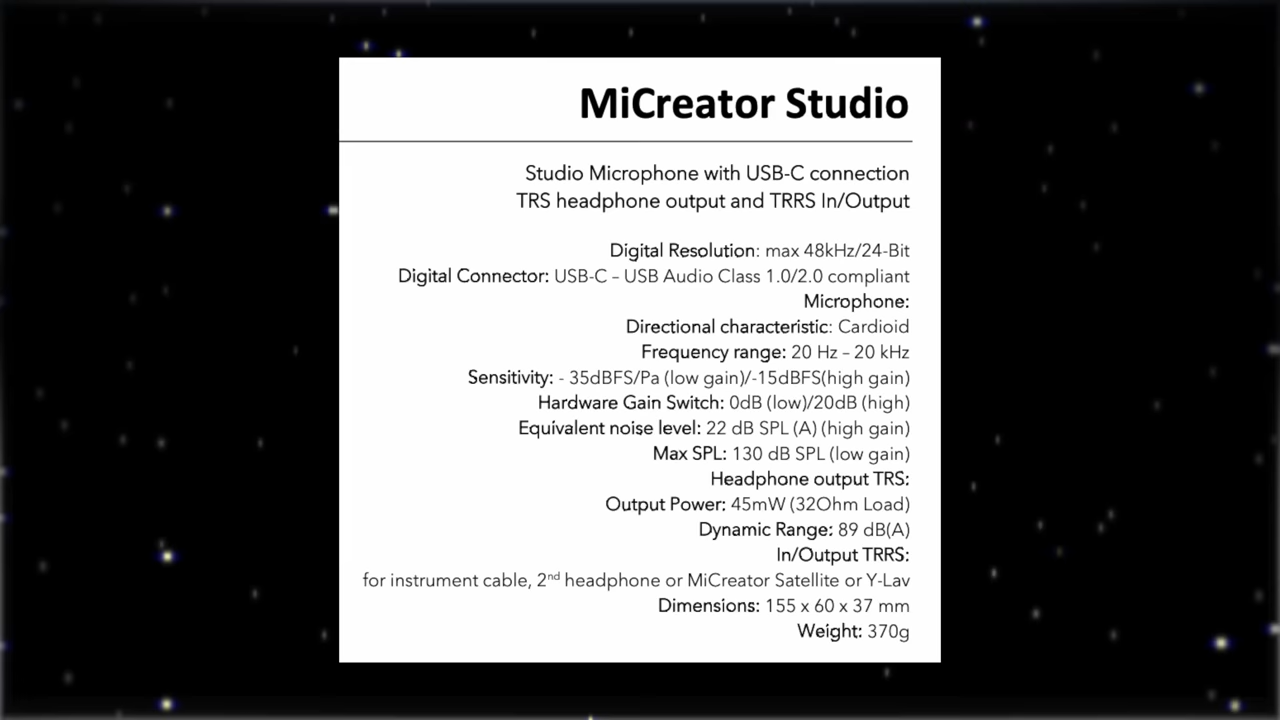 MiCreator Studio
Studio Microphone with USB-C connection
TRS headphone output and TRRS In/Output
Digital Resolution: max 48kHz/24-Bit
Digital Connector: USB-C – USB Audio Class 1.0/2.0 compliant
Microphone:
Directional characteristic: Cardioid
Frequency range: 20 Hz – 20 kHz
Sensitivity: - 35dBFS/Pa (low gain)/-15dBFS(high gain)
Hardware Gain Switch: 0dB (low)/20dB (high)
Equivalent noise level: 22 dB SPL (A) (high gain)
Max SPL: 130 dB SPL (low gain)
Headphone output TRS:
Output Power: 45mW (32Ohm Load)
Dynamic Range: 89 dB(A)
In/Output TRRS:
for instrument cable, 2nd headphone or MiCreator Satellite or Y-Lav
Dimensions: 155 x 60 x 37 mm
Weight: 370g